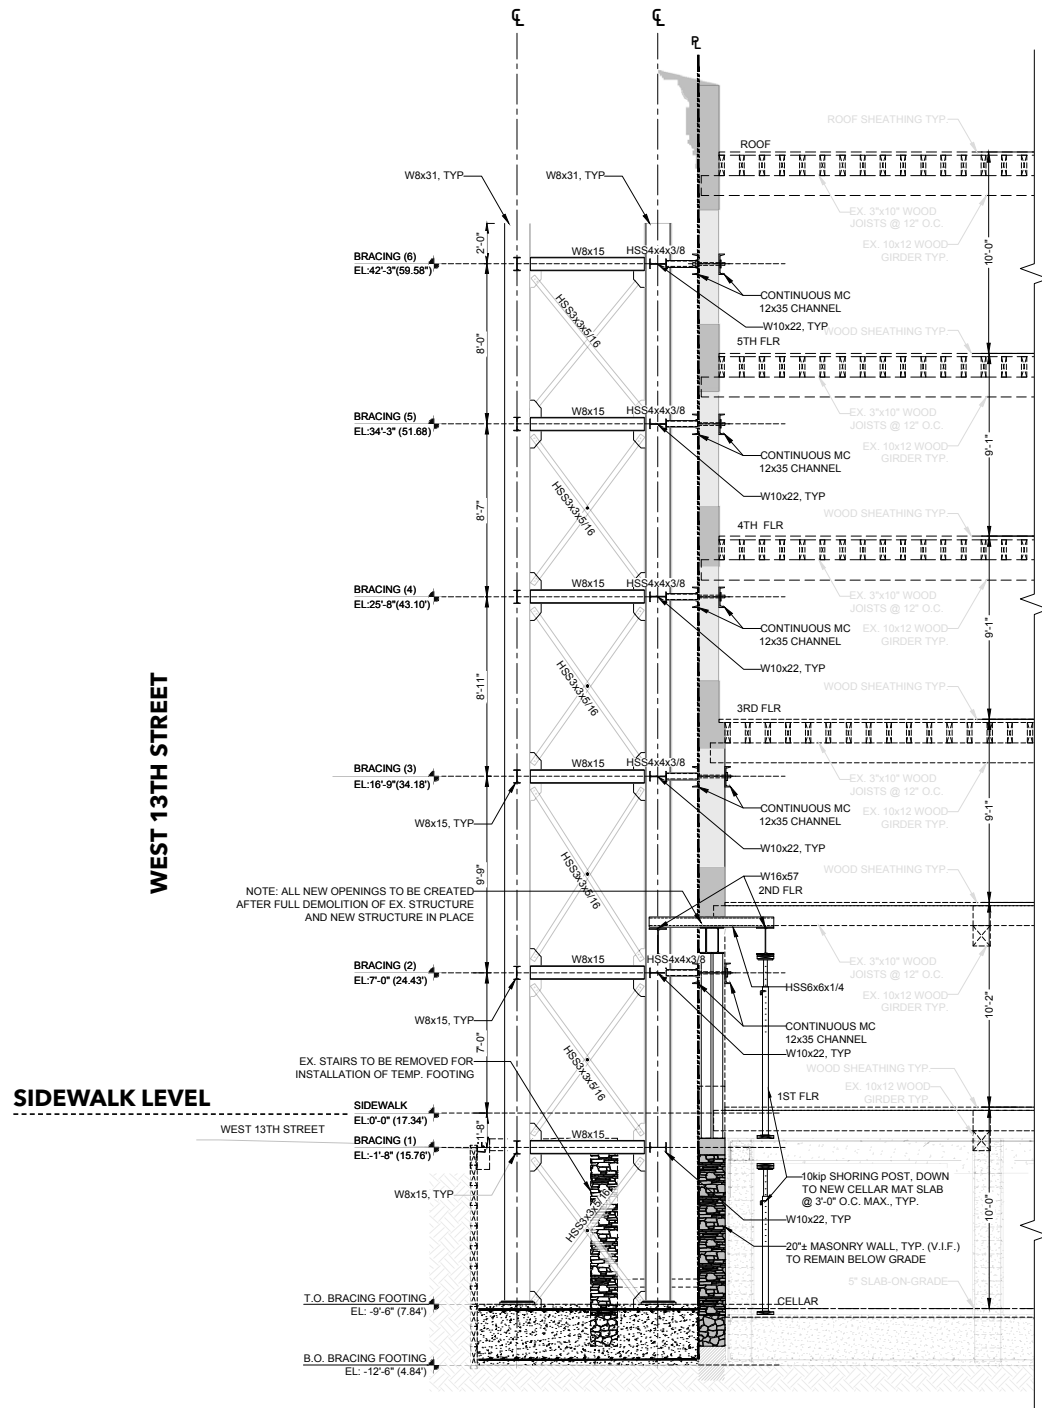 ℄
℄
PL
ROOF SHEATHING TYP.
ROOF
W8x31, TYP
W8x31, TYP
EX. 3"x10" WOOD
JOISTS @ 12" O.C.
EX. 10x12 WOOD
GIRDER TYP.
2'-0"
10'-0"
BRACING (6)
EL:42'-3"(59.58")
W8x15
HSS4x4x3/8
CONTINUOUS MC
12x35 CHANNEL
W10x22, TYP
HSS3x3x5/16
8'-0"
WOOD SHEATHING TYP.
5TH FLR
EX. 3"x10" WOOD
JOISTS @ 12" O.C.
BRACING (5)
EL:34'-3" (51.68)
W8x15
HSS4x4x3/8
EX. 10x12 WOOD
GIRDER TYP.
9'-1"
CONTINUOUS MC
12x35 CHANNEL
W10x22, TYP
HSS3x3x5/16
8'-7"
WOOD SHEATHING TYP.
4TH FLR
BRACING (4)
EL:25'-8"(43.10')
W8x15
HSS4x4x3/8
EX. 3"x10" WOOD
JOISTS @ 12" O.C.
EX. 10x12 WOOD
GIRDER TYP.
9'-1"
CONTINUOUS MC
12x35 CHANNEL
W10x22, TYP
HSS3x3x5/16
8'-11"
WOOD SHEATHING TYP.
3RD FLR
WEST 13TH STREET
BRACING (3)
EL:16'-9"(34.18')
W8x15
HSS4x4x3/8
EX. 3"x10" WOOD
JOISTS @ 12" O.C.
EX. 10x12 WOOD
GIRDER TYP.
9'-1"
CONTINUOUS MC
12x35 CHANNEL
W8x15, TYP
W10x22, TYP
HSS3x3x5/16
9'-9"
WOOD SHEATHING TYP.
W16x57
2ND FLR
NOTE: ALL NEW OPENINGS TO BE CREATED
AFTER FULL DEMOLITION OF EX. STRUCTURE
AND NEW STRUCTURE IN PLACE
BRACING (2)
EL:7'-0" (24.43')
W8x15
HSS4x4x3/8
EX. 3"x10" WOOD
JOISTS @ 12" O.C.
HSS6x6x1/4
EX. 10x12 WOOD
GIRDER TYP.
10'-2"
W8x15, TYP
CONTINUOUS MC
12x35 CHANNEL
W10x22, TYP
7'-0"
HSS3x3x5/16
EX. STAIRS TO BE REMOVED FOR
INSTALLATION OF TEMP. FOOTING
WOOD SHEATHING TYP.
EX. 10x12 WOOD
GIRDER TYP.
1ST FLR
SIDEWALK LEVEL
SIDEWALK
EL:0'-0" (17.34')
WEST 13TH STREET
1'-8"
BRACING (1)
EL:-1'-8" (15.76')
W8x15
W8x15, TYP
HSS3x3x5/16
10kip SHORING POST, DOWN
TO NEW CELLAR MAT SLAB
@ 3'-0" O.C. MAX., TYP.
W10x22, TYP
10'-0"
20"± MASONRY WALL, TYP. (V.I.F.)
TO REMAIN BELOW GRADE
5" SLAB-ON-GRADE
T.O. BRACING FOOTING
EL: -9'-6" (7.84')
CELLAR
B.O. BRACING FOOTING
EL: -12'-6" (4.84')